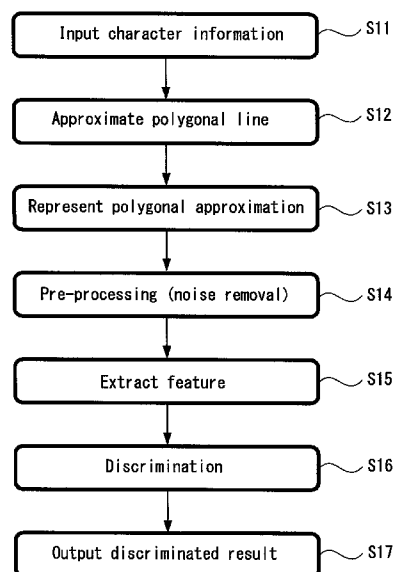 Input character information S11
Approximate polygonal line S12
Represent polygonal approximation S13
Pre-processing (noise removal) S14
Extract feature S15
Discrimination S16
Output discriminated result S17